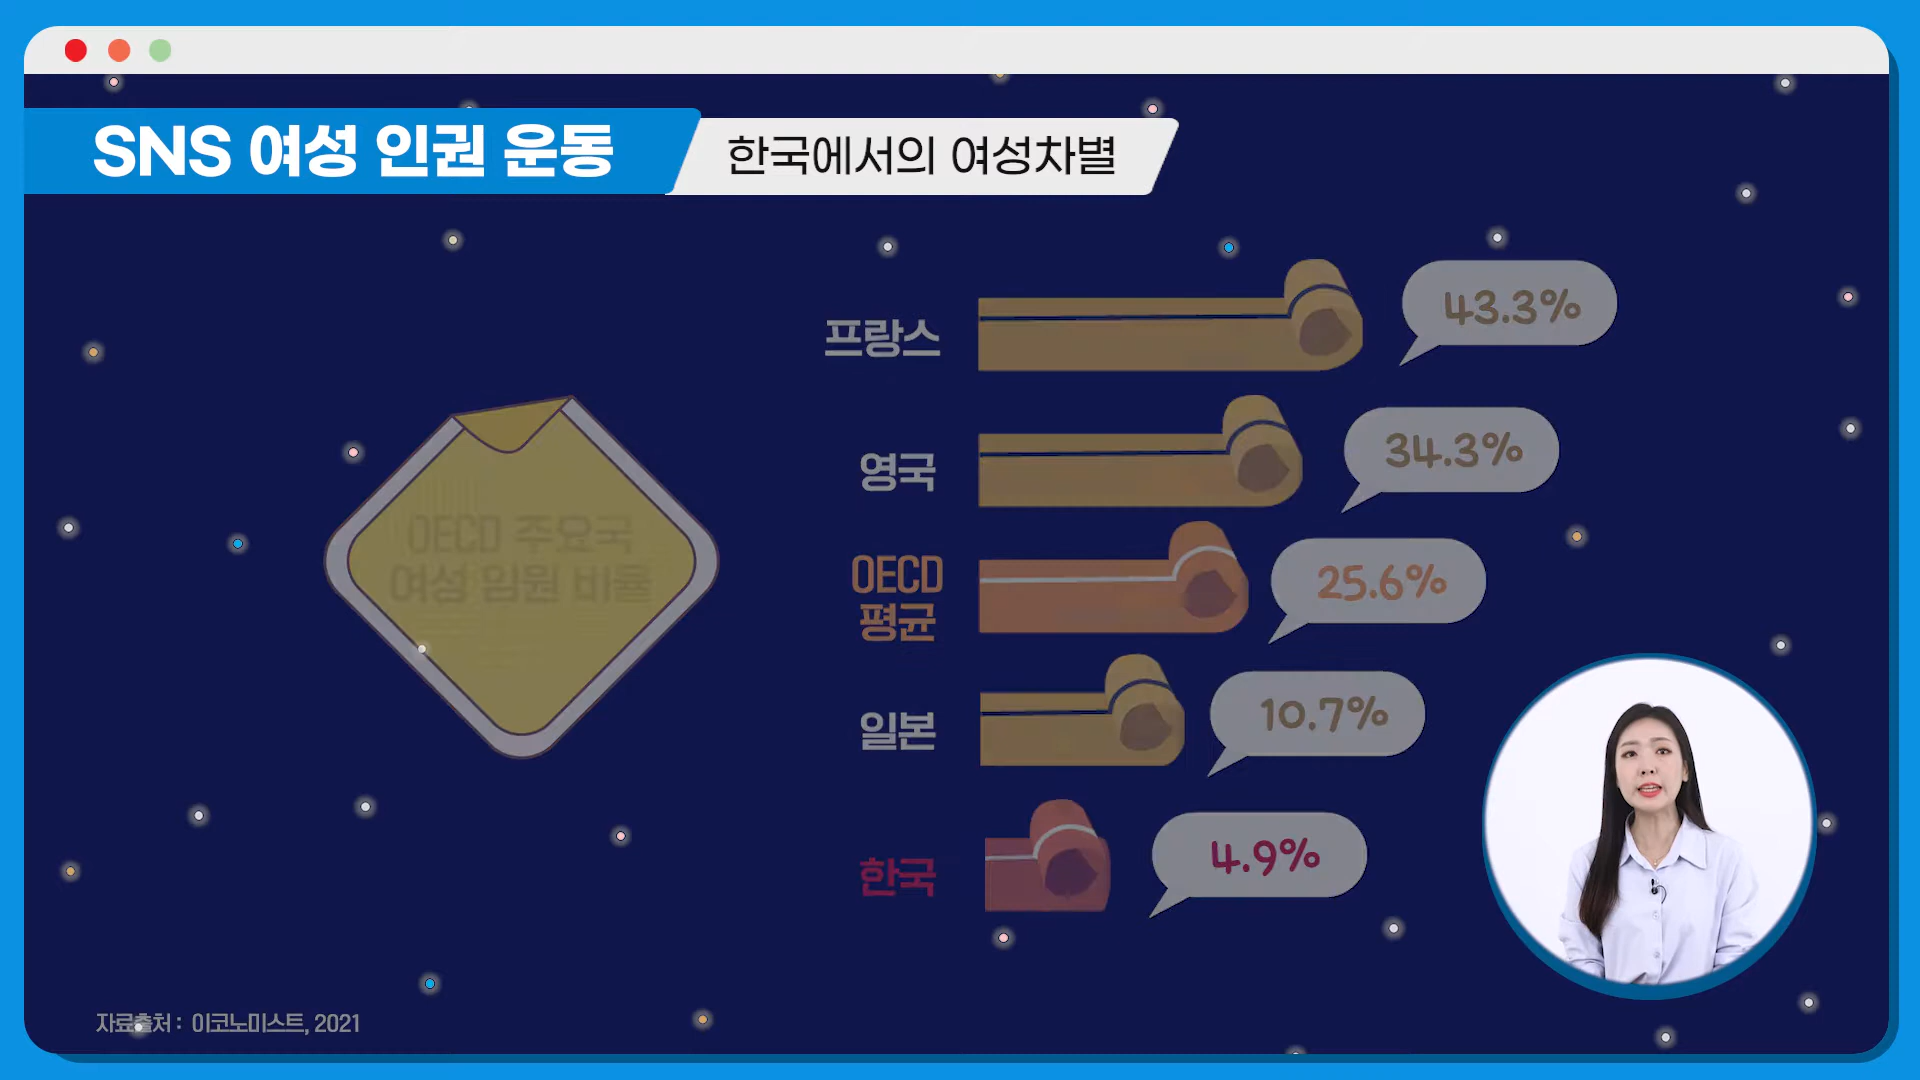 SNS 여성 인권 운동
한국에서의 여성차별
OECD 주요국
여성 임원 비율
프랑스
43.3%
영국
34.3%
OECD
평균
25.6%
일본
10.7%
한국
4.9%
자료출처 : 이코노미스트, 2021